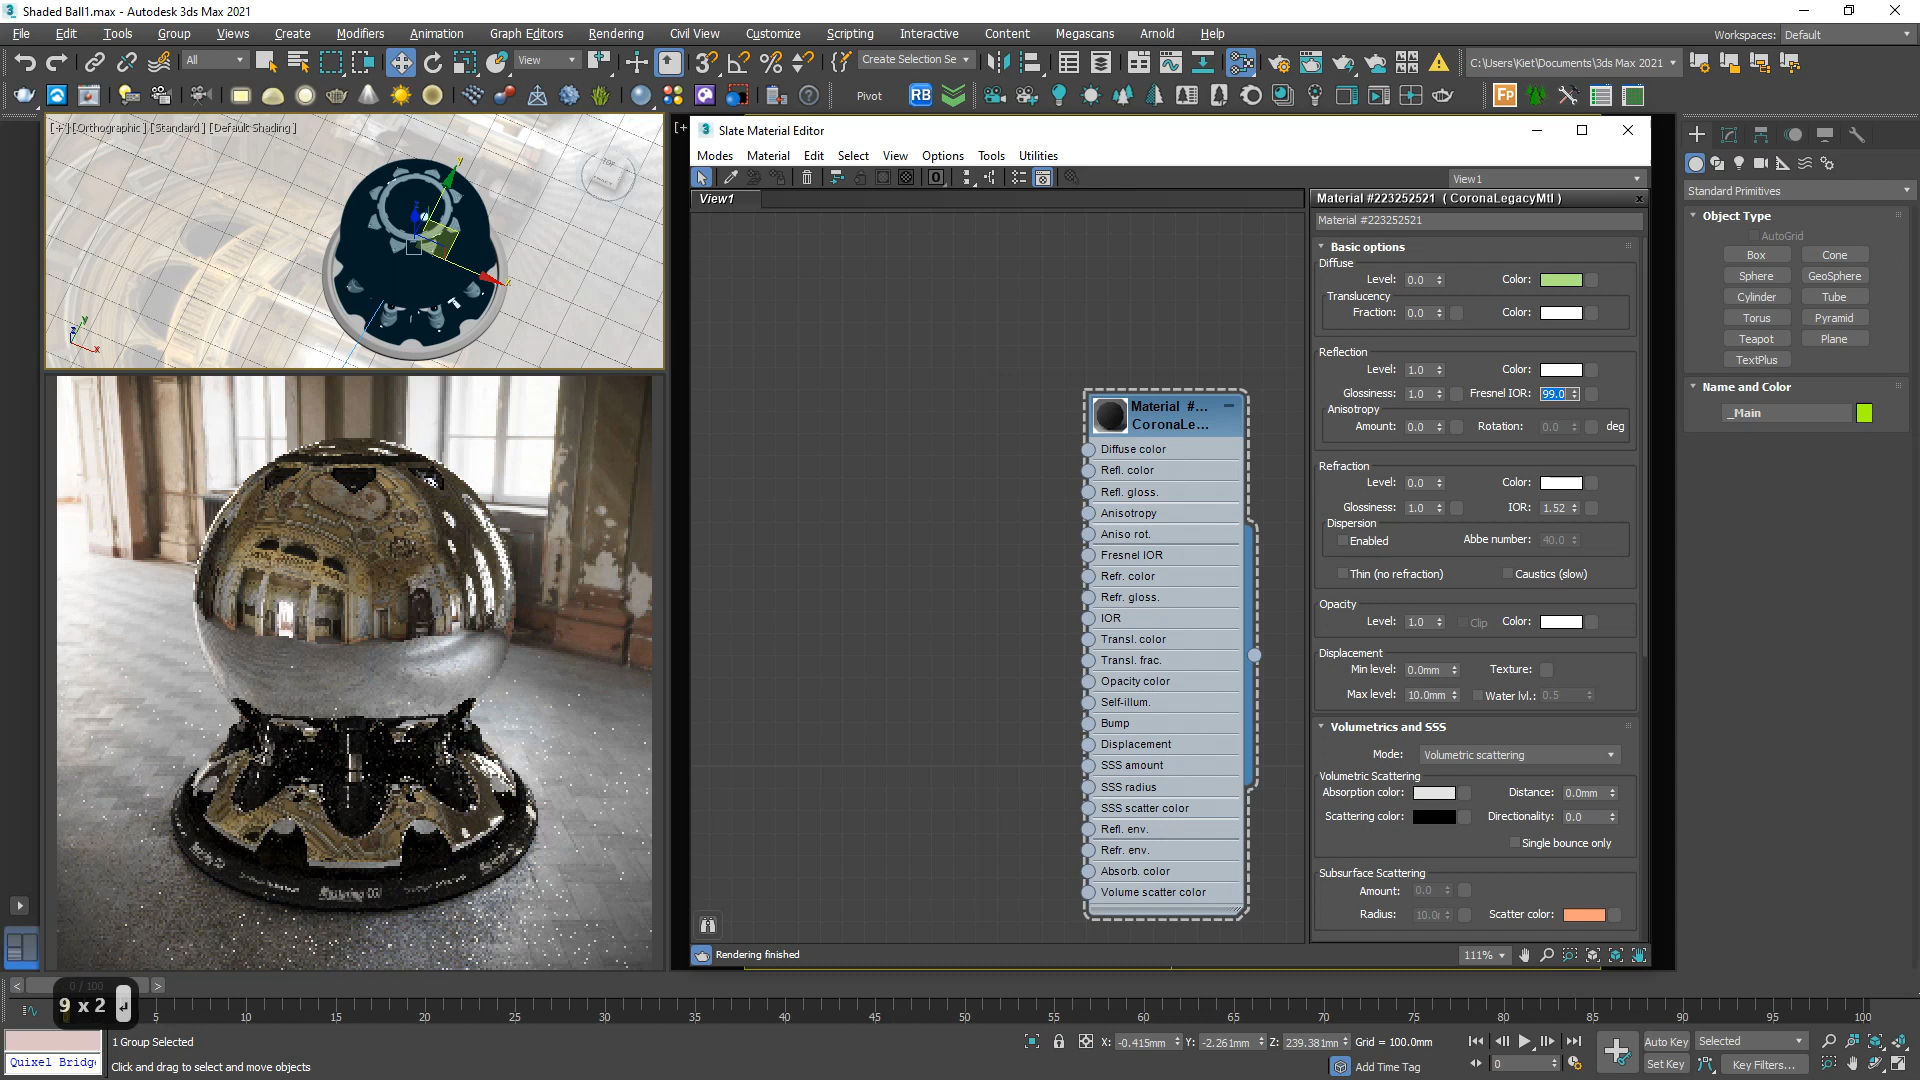 Shaded Ball1.max - Autodesk 3ds Max 2021
File Edit Tools Group Views Create Modifiers Animation Graph Editors Rendering Civil View Customize Scripting Interactive Content Megascans Arnold Help
Workspaces: Default
All View Create Selection Se C:\Users\Kiet\Documents\3ds Max 2021
Pivot RB Fp
[+] [Orthographic] [Standard] [Default Shading]
TOP
Slate Material Editor
Modes Material Edit Select View Options Tools Utilities
View1
View1
Material #...
CoronaLe...
Diffuse color
Refl. color
Refl. gloss.
Anisotropy
Aniso rot.
Fresnel IOR
Refr. color
Refr. gloss.
IOR
Transl. color
Transl. frac.
Opacity color
Self-illum.
Bump
Displacement
SSS amount
SSS radius
SSS scatter color
Refl. env.
Refr. env.
Absorb. color
Volume scatter color
Rendering finished
111%
Material #223252521 ( CoronaLegacyMtl )
Material #223252521
Basic options
Diffuse
Level: 0.0 Color:
Translucency
Fraction: 0.0 Color:
Reflection
Level: 1.0 Color:
Glossiness: 1.0 Fresnel IOR: 99.0
Anisotropy
Amount: 0.0 Rotation: 0.0 deg
Refraction
Level: 0.0 Color:
Glossiness: 1.0 IOR: 1.52
Dispersion
Enabled Abbe number: 40.0
Thin (no refraction) Caustics (slow)
Opacity
Level: 1.0 Clip Color:
Displacement
Min level: 0.0mm Texture:
Max level: 10.0mm Water lvl.: 0.5
Volumetrics and SSS
Mode: Volumetric scattering
Volumetric Scattering
Absorption color: Distance: 0.0mm
Scattering color: Directionality: 0.0
Single bounce only
Subsurface Scattering
Amount: 0.0
Radius: Scatter color:
Standard Primitives
Object Type
AutoGrid
Box Cone
Sphere GeoSphere
Cylinder Tube
Torus Pyramid
Teapot Plane
TextPlus
Name and Color
_Main
0 / 100
9 x 2
5 10 15 20 25 30 35 40 45 50 55 60 65 70 75 80 85 90 95 100
1 Group Selected
Click and drag to select and move objects
Quixel Bridge
X: -0.415mm Y: -2.261mm Z: 239.381mm Grid = 100.0mm
Add Time Tag
0
Auto Key Selected
Set Key Key Filters...